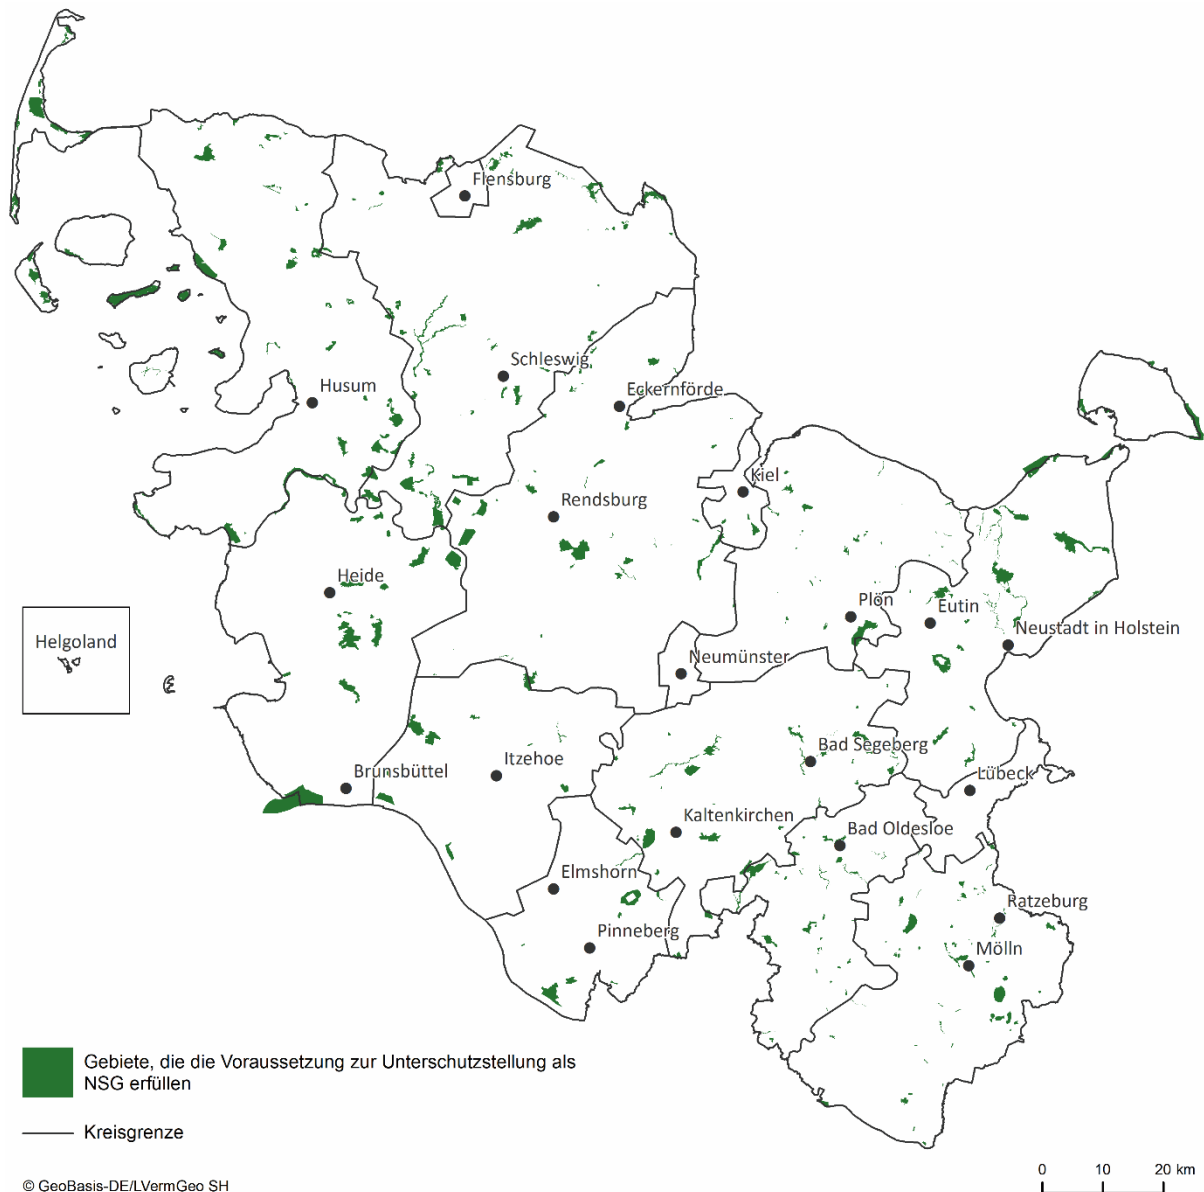 Flensburg
Schleswig
Husum
Eckernförde
Kiel
Rendsburg
Heide
Plön
Eutin
Helgoland
Neustadt in Holstein
Neumünster
Bad Segeberg
Itzehoe
Brunsbüttel
Lübeck
Kaltenkirchen
Bad Oldesloe
Elmshorn
Ratzeburg
Pinneberg
Mölln
Gebiete, die die Voraussetzung zur Unterschutzstellung als
NSG erfüllen
Kreisgrenze
0 10 20 km
© GeoBasis-DE/LVermGeo SH